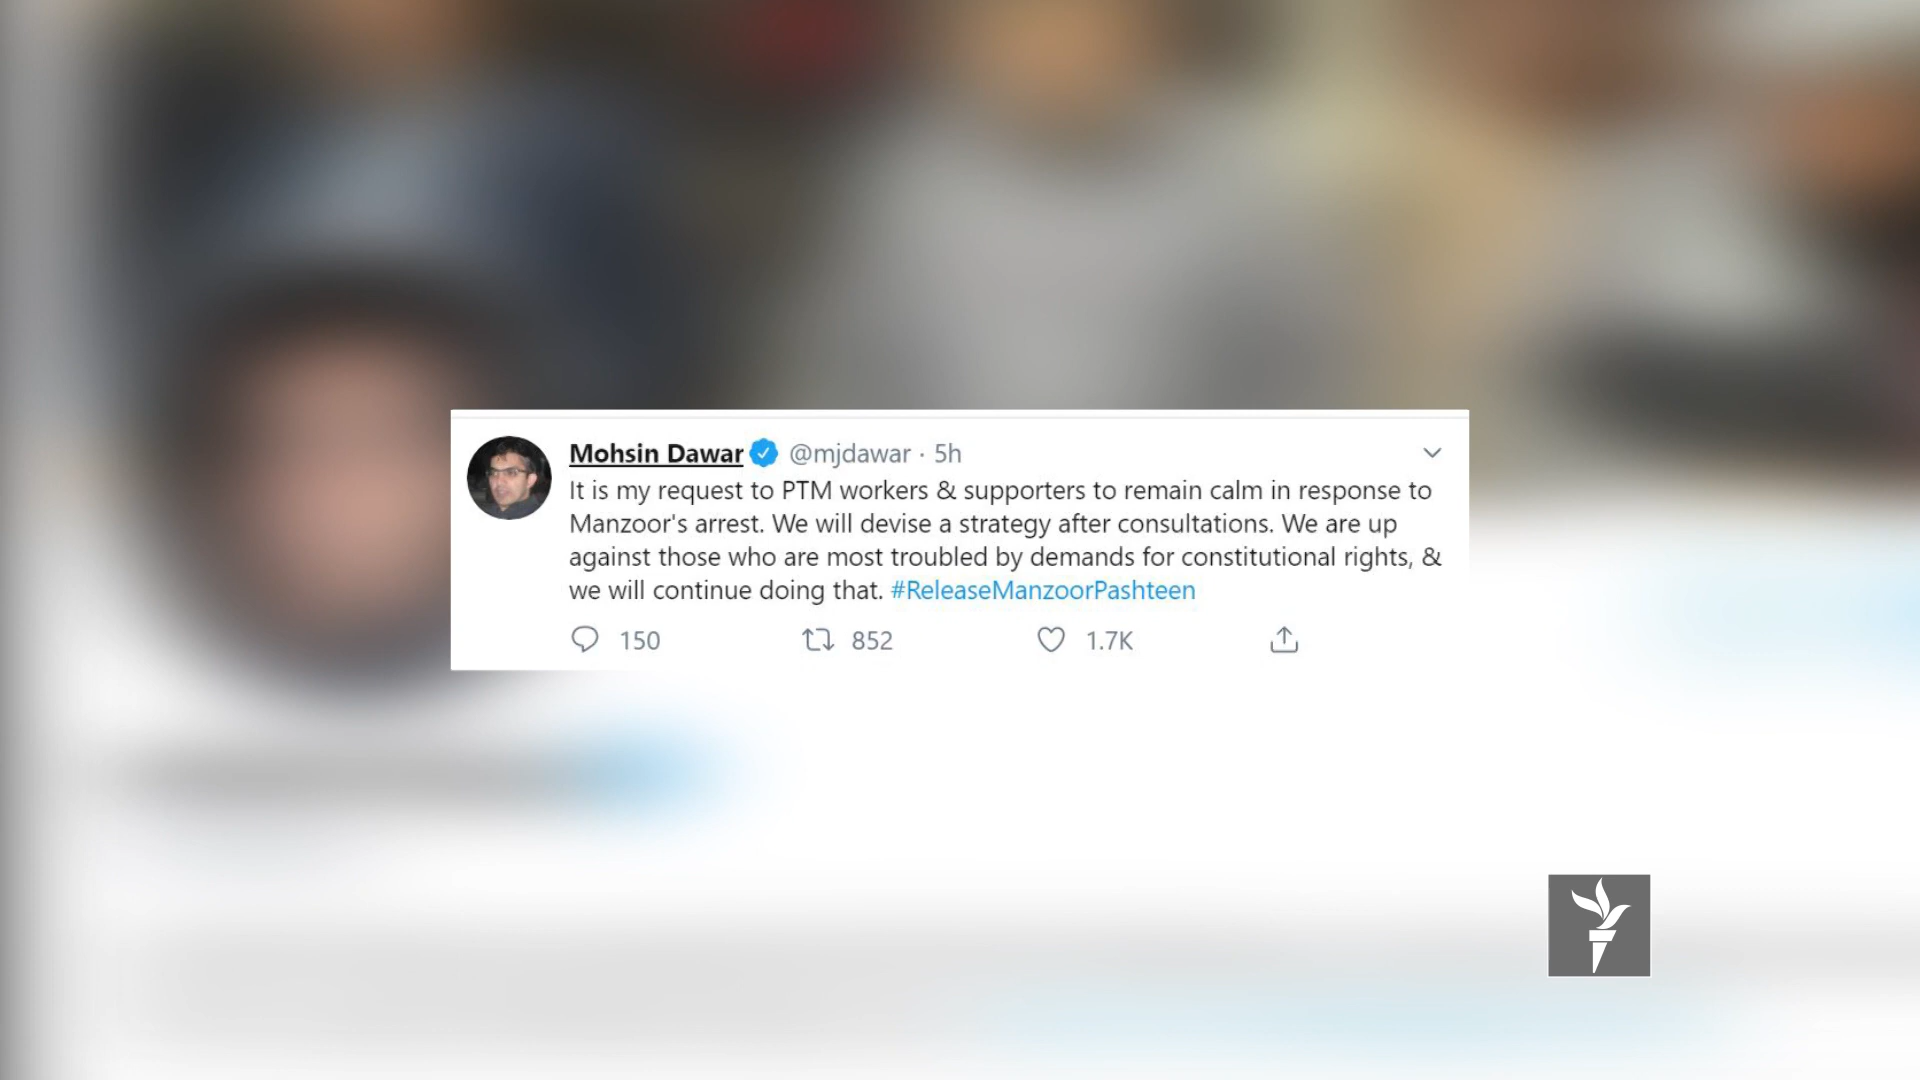 Mohsin Dawar @mjdawar · 5h
It is my request to PTM workers & supporters to remain calm in response to
Manzoor's arrest. We will devise a strategy after consultations. We are up
against those who are most troubled by demands for constitutional rights, &
we will continue doing that. #ReleaseManzoorPashteen
150 852 1.7K